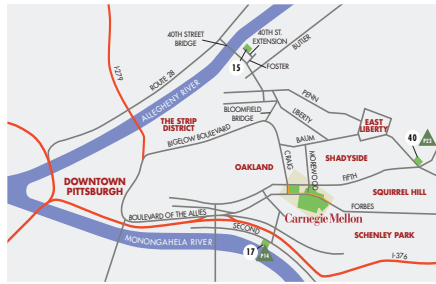 40TH STREET
BRIDGE
40TH ST.
EXTENSION
BUTLER
15
FOSTER
I-279
ROUTE 28
ALLEGHENY RIVER
PENN
LIBERTY
BLOOMFIELD
BRIDGE
THE STRIP
DISTRICT
BIGELOW BOULEVARD
EAST
LIBERTY
40
P23
BAUM
SHADYSIDE
OAKLAND
CRAIG
MOREWOOD
FIFTH
DOWNTOWN
PITTSBURGH
SQUIRREL HILL
FORBES
BOULEVARD OF THE ALLIES
Carnegie Mellon
SECOND
SCHENLEY PARK
MONONGAHELA RIVER
17
P14
I-376